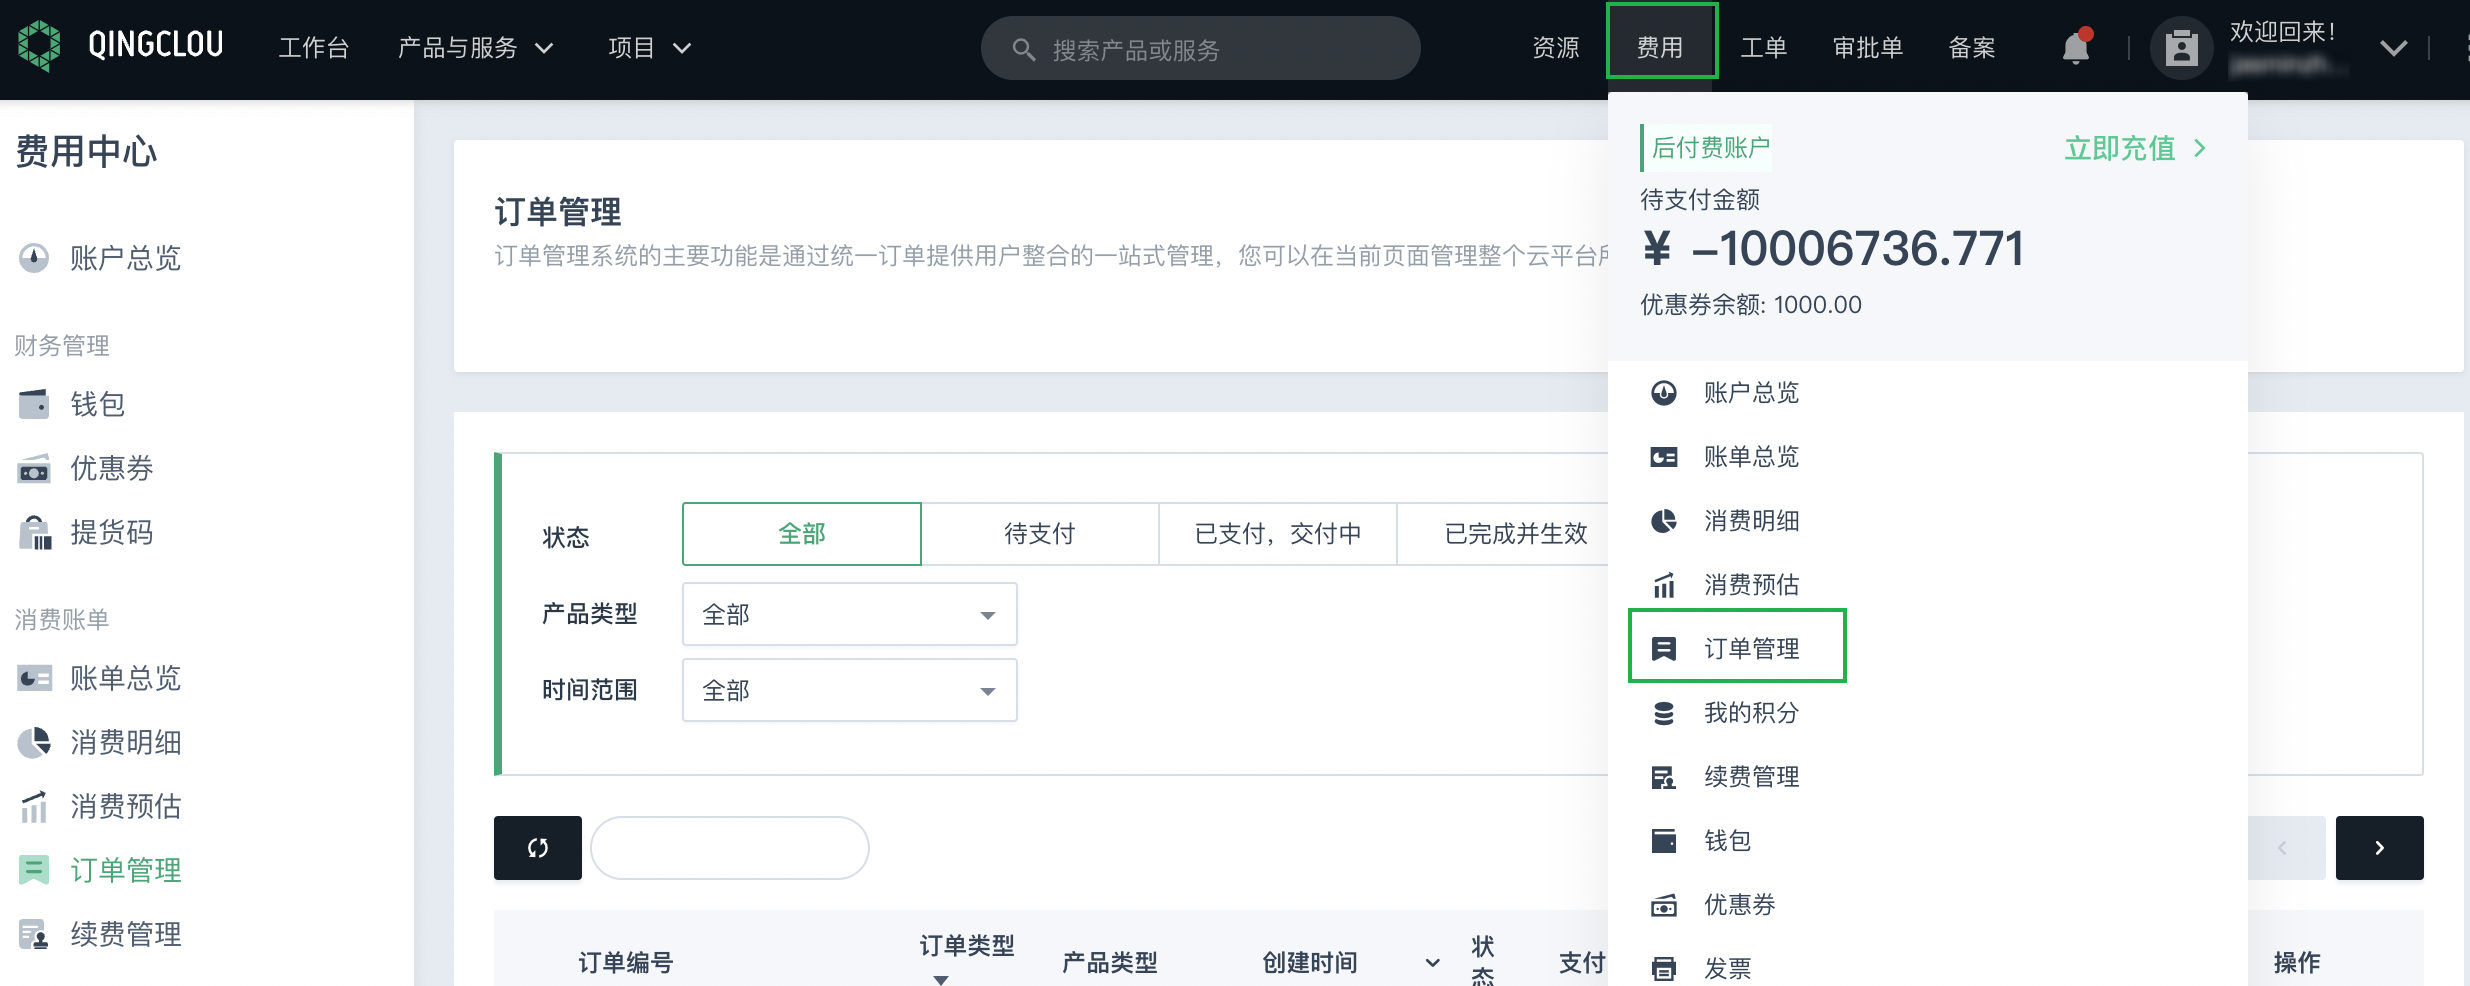 QINGCLOU
工作台
产品与服务
项目
搜索产品或服务
资源
费用
工单
审批单
备案
欢迎回来！
费用中心
账户总览
财务管理
钱包
优惠券
提货码
消费账单
账单总览
消费明细
消费预估
订单管理
续费管理
订单管理
订单管理系统的主要功能是通过统一订单提供用户整合的一站式管理，您可以在当前页面管理整个云平台
状态
全部
待支付
已支付，交付中
已完成并生效
产品类型
全部
时间范围
全部
订单编号
订单类型
产品类型
创建时间
状态
支付
操作
后付费账户
立即充值
待支付金额
¥ -10006736.771
优惠券余额: 1000.00
账户总览
账单总览
消费明细
消费预估
订单管理
我的积分
续费管理
钱包
优惠券
发票